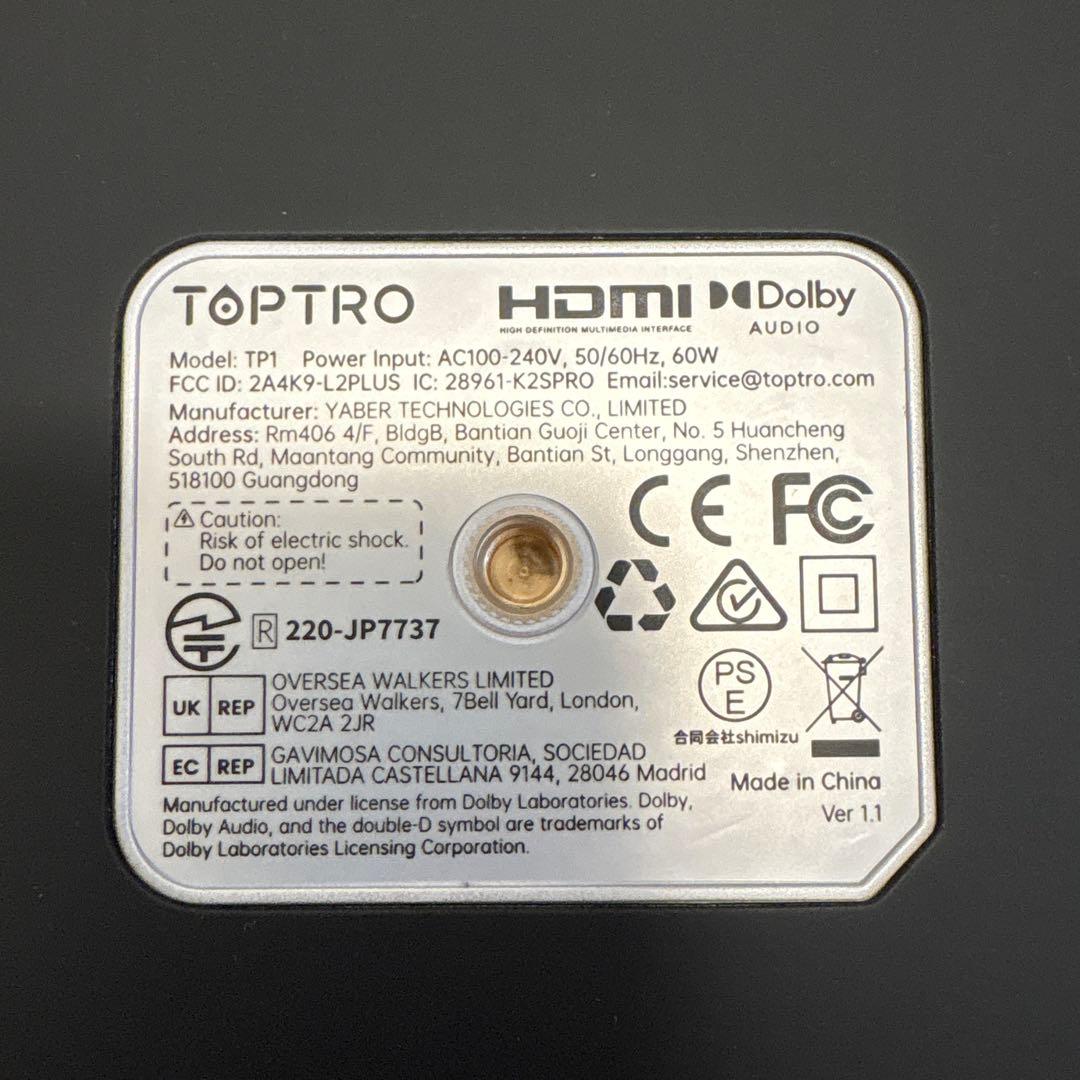 TOPTRO
HDMI
HIGH DEFINITION MULTIMEDIA INTERFACE
Dolby
AUDIO
Model: TP1 Power Input: AC100-240V, 50/60Hz, 60W
FCC ID: 2A4K9-L2PLUS IC: 28961-K2SPRO Email:service@toptro.com
Manufacturer: YABER TECHNOLOGIES CO., LIMITED
Address: Rm406 4/F, BldgB, Bantian Guoji Center, No. 5 Huancheng
South Rd, Maantang Community, Bantian St, Longgang, Shenzhen,
518100 Guangdong
Caution:
Risk of electric shock.
Do not open!
CE FC
R 220-JP7737
UK REP
OVERSEA WALKERS LIMITED
Oversea Walkers, 7Bell Yard, London,
WC2A 2JR
PS
E
合同会社shimizu
EC REP
GAVIMOSA CONSULTORIA, SOCIEDAD
LIMITADA CASTELLANA 9144, 28046 Madrid
Made in China
Ver 1.1
Manufactured under license from Dolby Laboratories. Dolby,
Dolby Audio, and the double-D symbol are trademarks of
Dolby Laboratories Licensing Corporation.